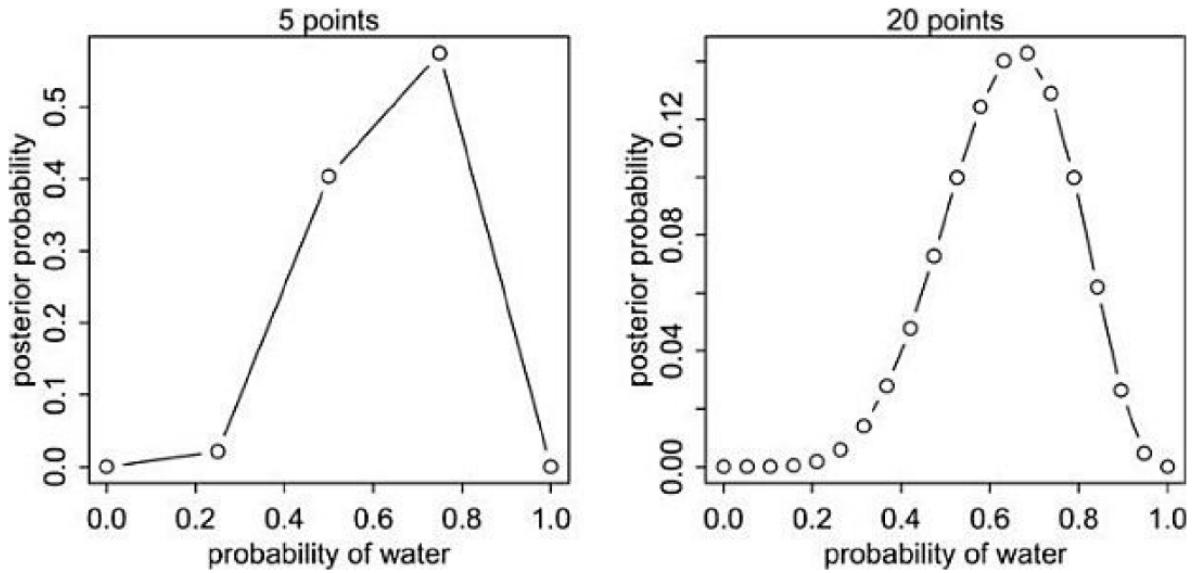 5 points
posterior probability
0.0 0.1 0.2 0.3 0.4 0.5
0.0 0.2 0.4 0.6 0.8 1.0
probability of water
20 points
posterior probability
0.00 0.04 0.08 0.12
0.0 0.2 0.4 0.6 0.8 1.0
probability of water